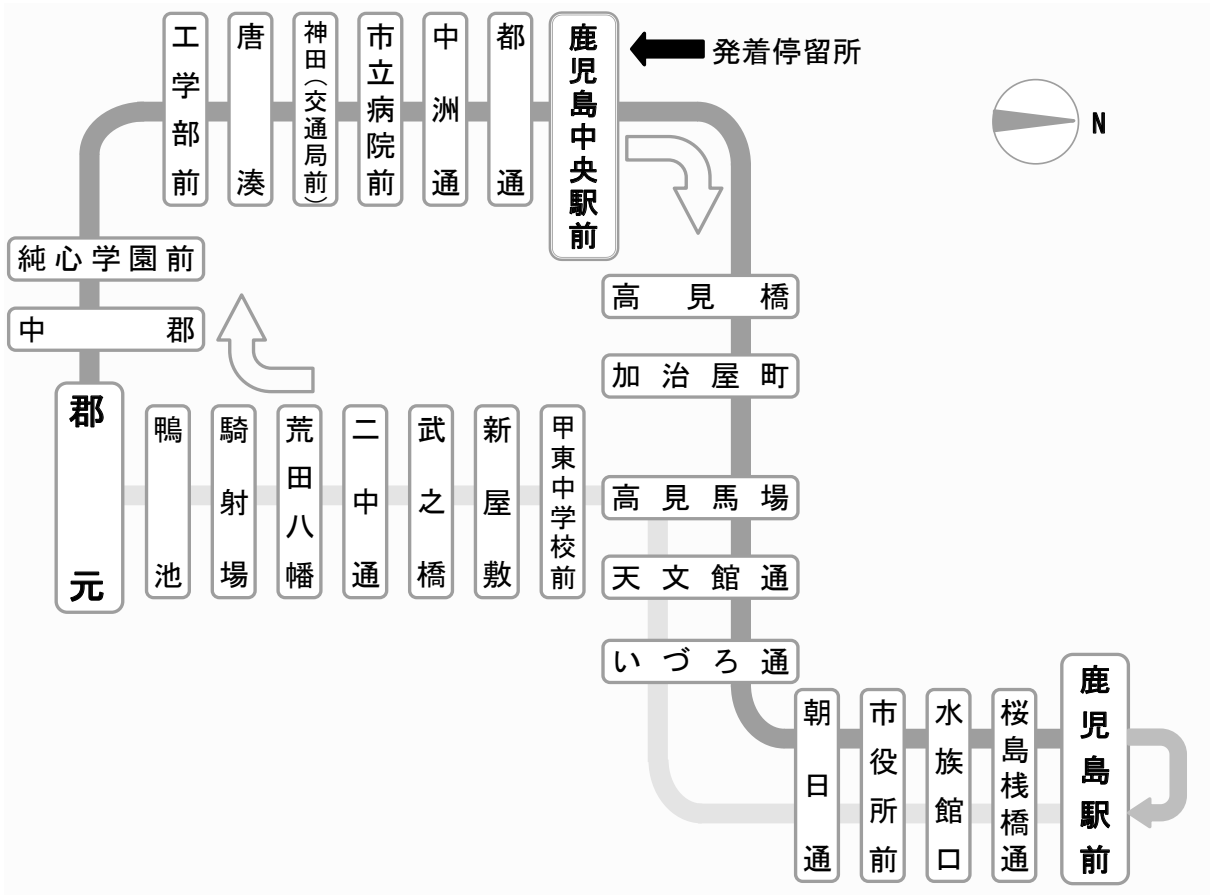 工学部前
唐湊
神田（交通局前）
市立病院前
中洲通
都通
鹿児島中央駅前
発着停留所
N
純心学園前
中郡
高見橋
加治屋町
郡元
鴨池
騎射場
荒田八幡
二中通
武之橋
新屋敷
甲東中学校前
高見馬場
天文館通
いづろ通
朝日通
市役所前
水族館口
桜島桟橋通
鹿児島駅前